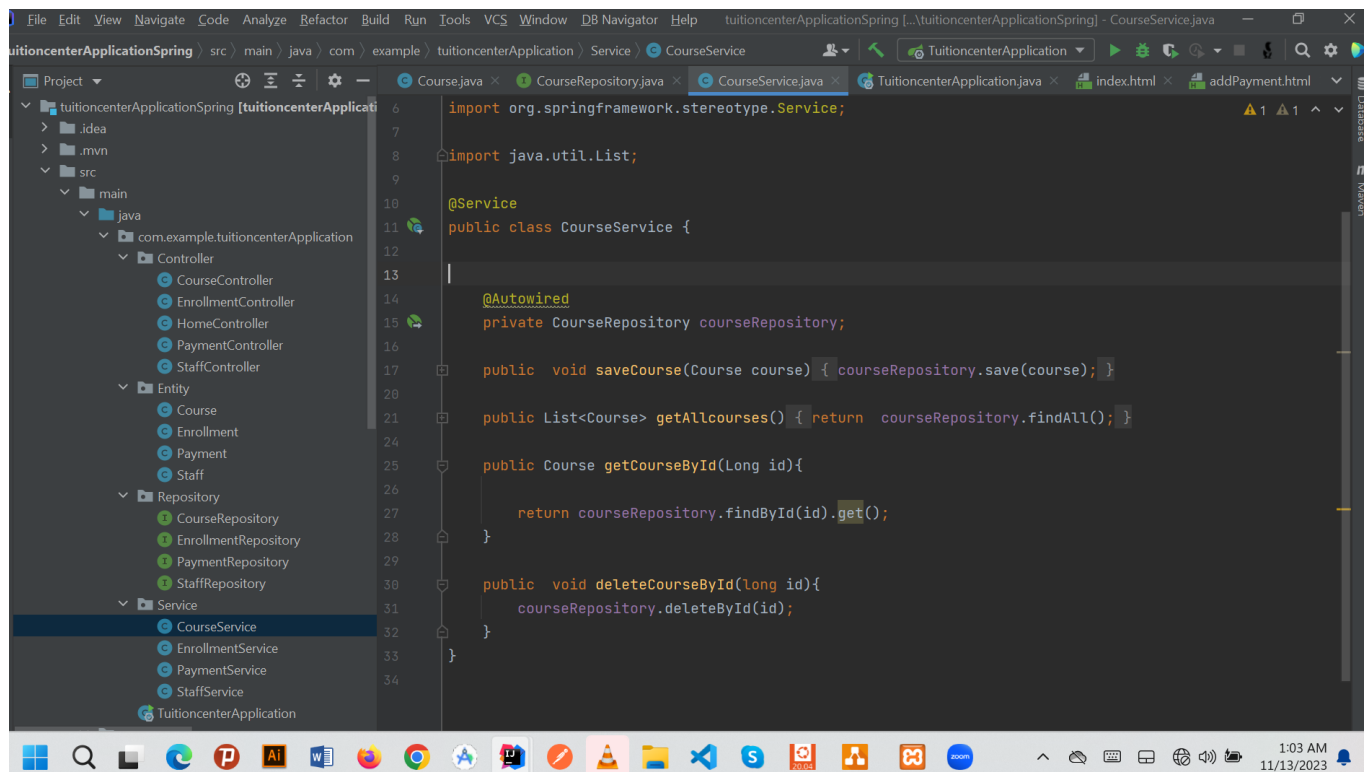 File Edit View Navigate Code Analyze Refactor Build Run Tools VCS Window DB Navigator Help tuitioncenterApplicationSpring [...\tuitioncenterApplicationSpring] - CourseService.java
uitioncenterApplicationSpring src main java com example tuitioncenterApplication Service CourseService TuitioncenterApplication
Project Course.java CourseRepository.java CourseService.java TuitioncenterApplication.java index.html addPayment.html
tuitioncenterApplicationSpring [tuitioncenterApplicati
.idea
.mvn
src
main
java
com.example.tuitioncenterApplication
Controller
CourseController
EnrollmentController
HomeController
PaymentController
StaffController
Entity
Course
Enrollment
Payment
Staff
Repository
CourseRepository
EnrollmentRepository
PaymentRepository
StaffRepository
Service
CourseService
EnrollmentService
PaymentService
StaffService
TuitioncenterApplication
6 import org.springframework.stereotype.Service;
7
8 import java.util.List;
9
10 @Service
11 public class CourseService {
12
13
14 @Autowired
15 private CourseRepository courseRepository;
16
17 public void saveCourse(Course course) { courseRepository.save(course); }
20
21 public List<Course> getAllcourses() { return courseRepository.findAll(); }
24
25 public Course getCourseById(Long id){
26
27 return courseRepository.findById(id).get();
28 }
29
30 public void deleteCourseById(long id){
31 courseRepository.deleteById(id);
32 }
33 }
34
1 1
Database
Maven
Ai
20.04
zoom
1:03 AM
11/13/2023